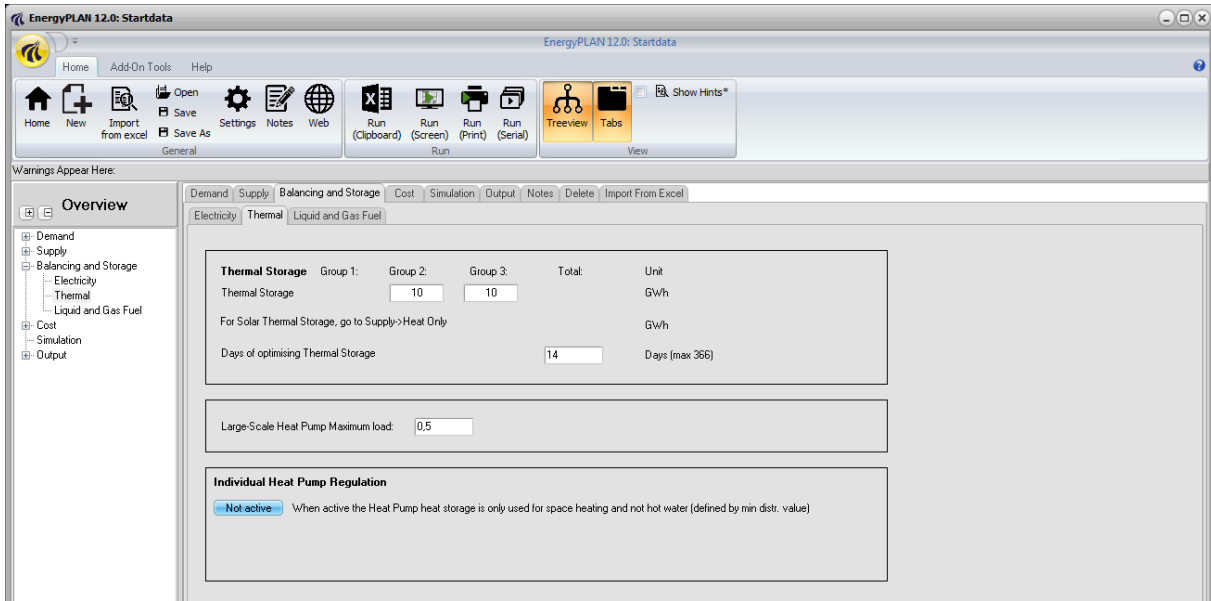 EnergyPLAN 12.0: Startdata
EnergyPLAN 12.0: Startdata
Home Add-On Tools Help
Home New Import from excel Open Save Save As Settings Notes Web
General
Run (Clipboard) Run (Screen) Run (Print) Run (Serial)
Run
Treeview Tabs Show Hints*
View
Warnings Appear Here:
Overview
Demand
Supply
Balancing and Storage
Electricity
Thermal
Liquid and Gas Fuel
Cost
Simulation
Output
Demand Supply Balancing and Storage Cost Simulation Output Notes Delete Import From Excel
Electricity Thermal Liquid and Gas Fuel
Thermal Storage Group 1: Group 2: Group 3: Total: Unit
Thermal Storage 10 10 GWh
For Solar Thermal Storage, go to Supply->Heat Only GWh
Days of optimising Thermal Storage 14 Days (max 366)
Large-Scale Heat Pump Maximum load: 0,5
Individual Heat Pump Regulation
Not active When active the Heat Pump heat storage is only used for space heating and not hot water (defined by min distr. value)